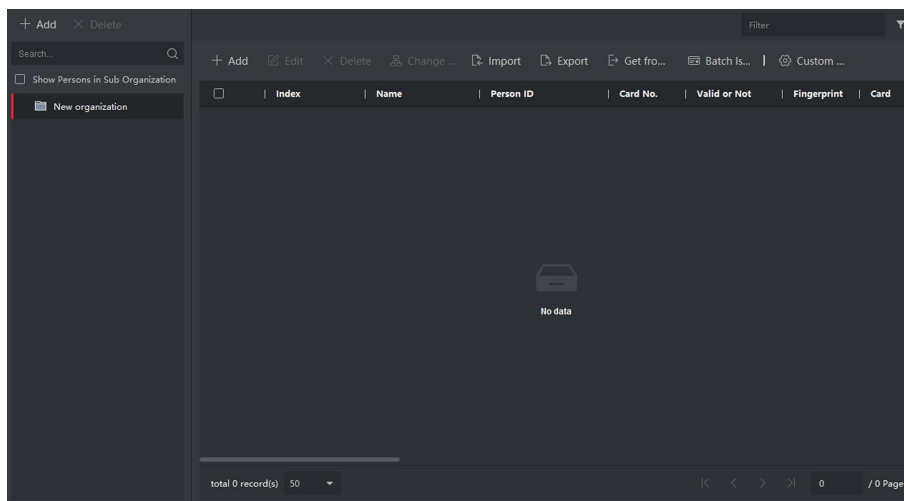 Add Delete
Filter
Search...
Add Edit Delete Change ... Import Export Get fro... Batch Is... Custom ...
Show Persons in Sub Organization
Index Name Person ID Card No. Valid or Not Fingerprint Card
New organization
No data
total 0 record(s) 50 0 / 0 Page